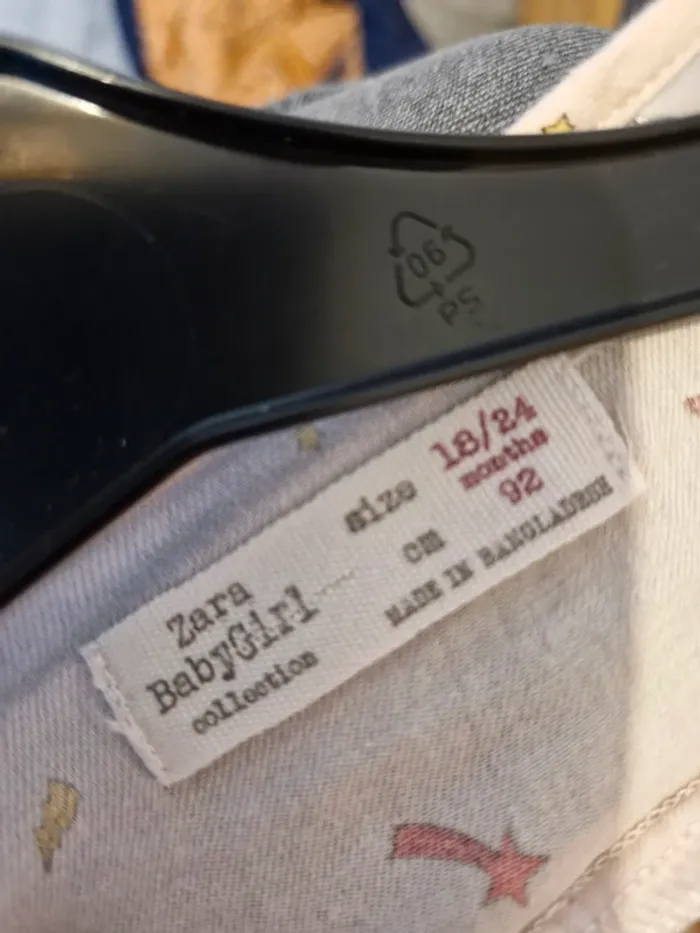 06
PS
Zara
BabyGirl
collection
size 18/24
months
cm 92
MADE IN BANGLADESH